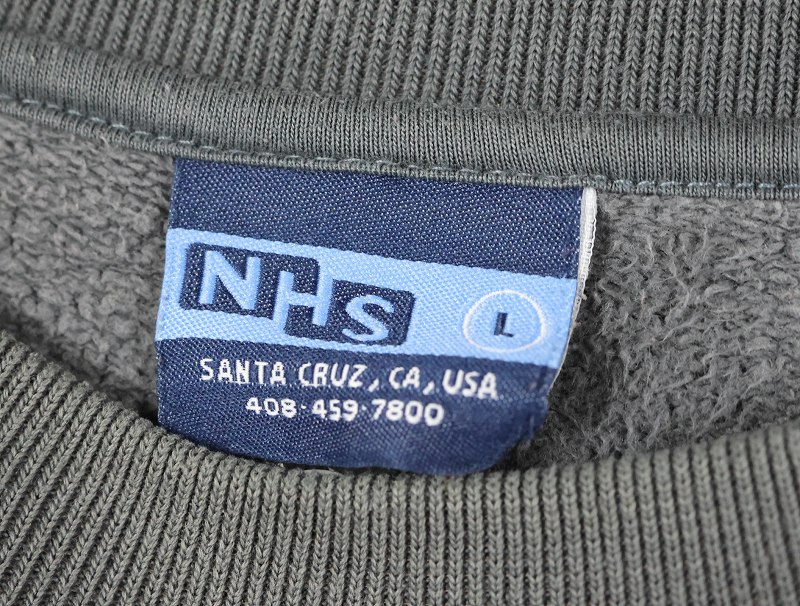 NHS L
SANTA CRUZ, CA, USA
408-459-7800